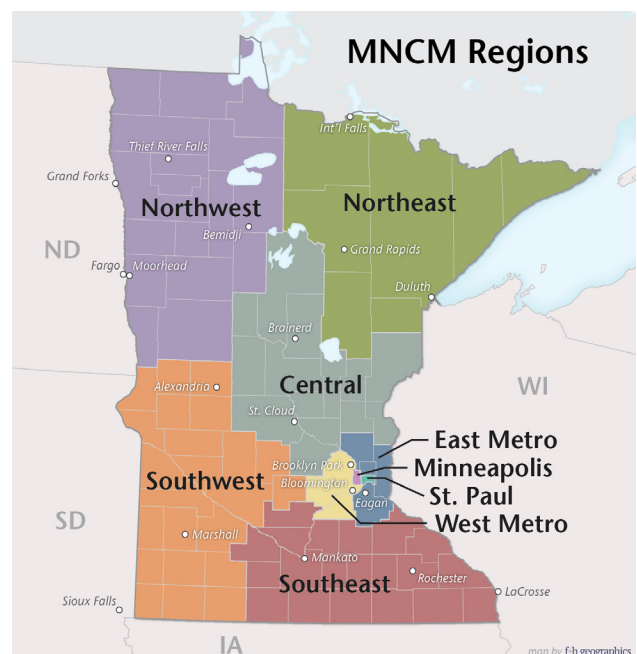 MNCM Regions
Int'l Falls
Thief River Falls
Grand Forks
Northwest
Northeast
Bemidji
Grand Rapids
ND
Fargo
Moorhead
Duluth
Brainerd
WI
Alexandria
Central
St. Cloud
East Metro
Brooklyn Park
Minneapolis
Southwest
Bloomington
St. Paul
Eagan
West Metro
SD
Marshall
Mankato
Southeast
Rochester
LaCrosse
Sioux Falls
IA
map by f-h geographics